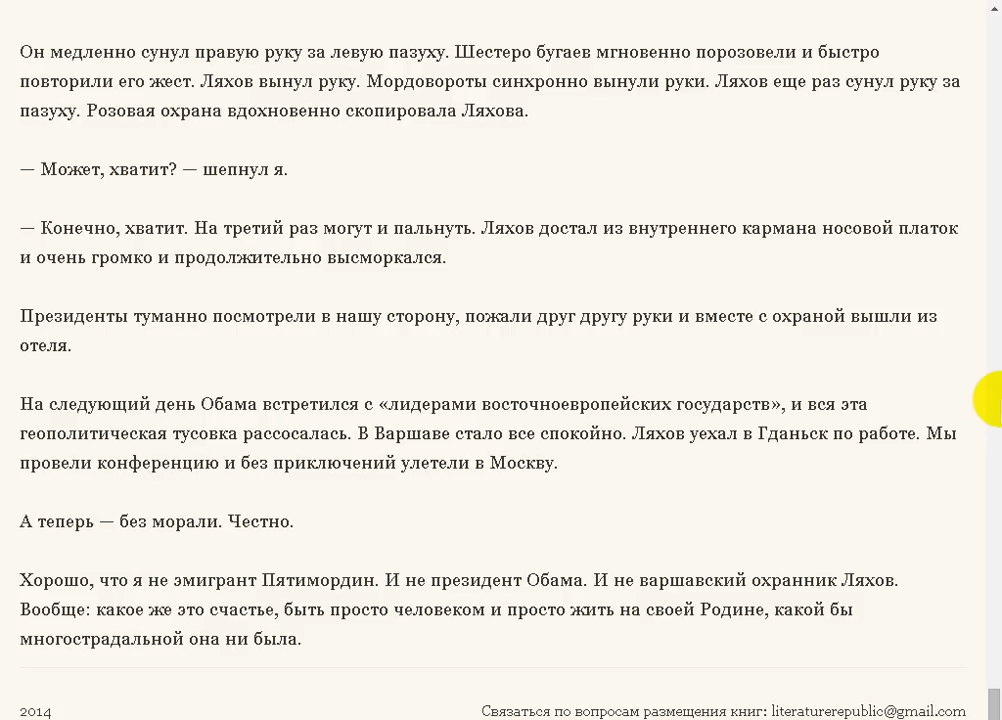 Он медленно сунул правую руку за левую пазуху. Шестеро бугаев мгновенно порозовели и быстро
повторили его жест. Ляхов вынул руку. Мордовороты синхронно вынули руки. Ляхов еще раз сунул руку за
пазуху. Розовая охрана вдохновенно скопировала Ляхова.
— Может, хватит? — шепнул я.
— Конечно, хватит. На третий раз могут и пальнуть. Ляхов достал из внутреннего кармана носовой платок
и очень громко и продолжительно высморкался.
Президенты туманно посмотрели в нашу сторону, пожали друг другу руки и вместе с охраной вышли из
отеля.
На следующий день Обама встретился с «лидерами восточноевропейских государств», и вся эта
геополитическая тусовка рассосалась. В Варшаве стало все спокойно. Ляхов уехал в Гданьск по работе. Мы
провели конференцию и без приключений улетели в Москву.
А теперь — без морали. Честно.
Хорошо, что я не эмигрант Пятимордин. И не президент Обама. И не варшавский охранник Ляхов.
Вообще: какое же это счастье, быть просто человеком и просто жить на своей Родине, какой бы
многострадальной она ни была.
2014 Связаться по вопросам размещения книг: literaturerepublic@gmail.com